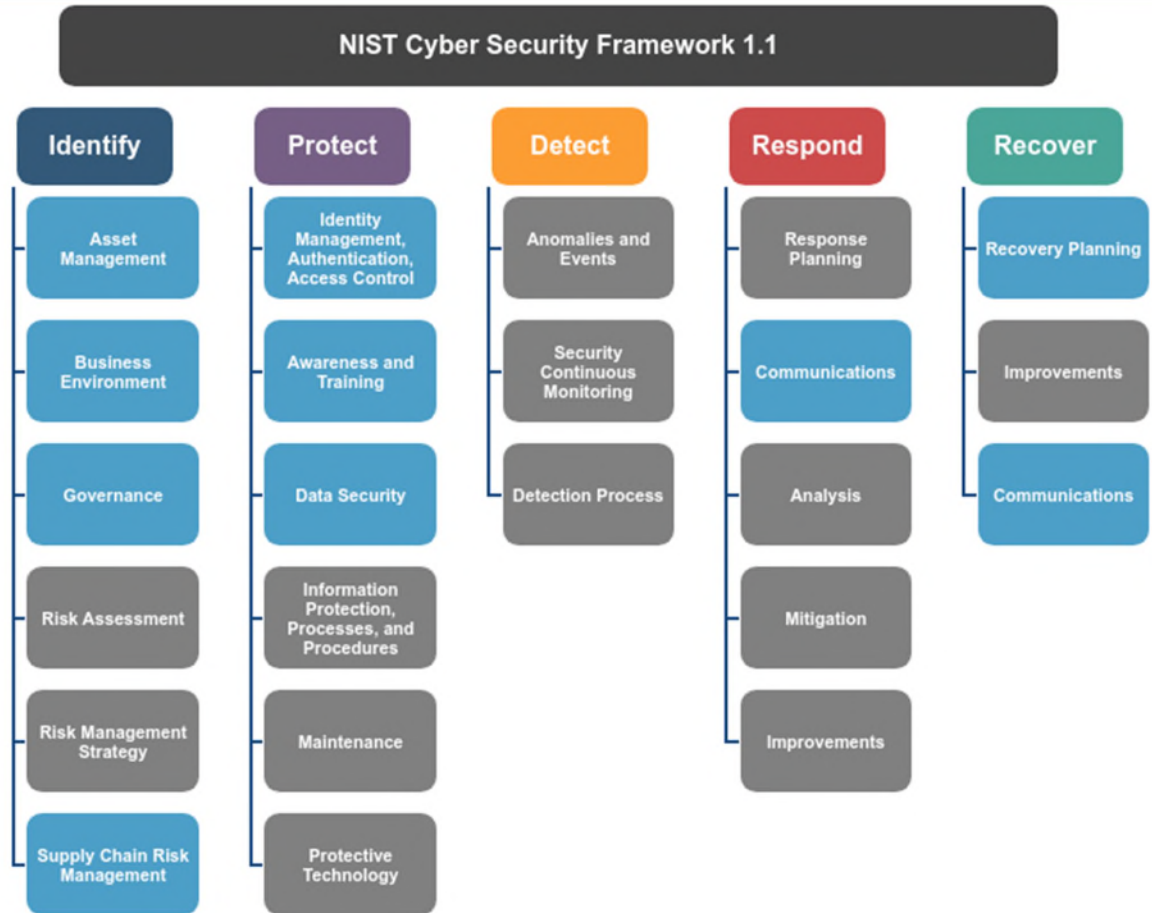 NIST Cyber Security Framework 1.1
Identify
Asset
Management
Business
Environment
Governance
Risk Assessment
Risk Management
Strategy
Supply Chain Risk
Management
Protect
Identity
Management,
Authentication,
Access Control
Awareness and
Training
Data Security
Information
Protection,
Processes, and
Procedures
Maintenance
Protective
Technology
Detect
Anomalies and
Events
Security
Continuous
Monitoring
Detection Process
Respond
Response
Planning
Communications
Analysis
Mitigation
Improvements
Recover
Recovery Planning
Improvements
Communications